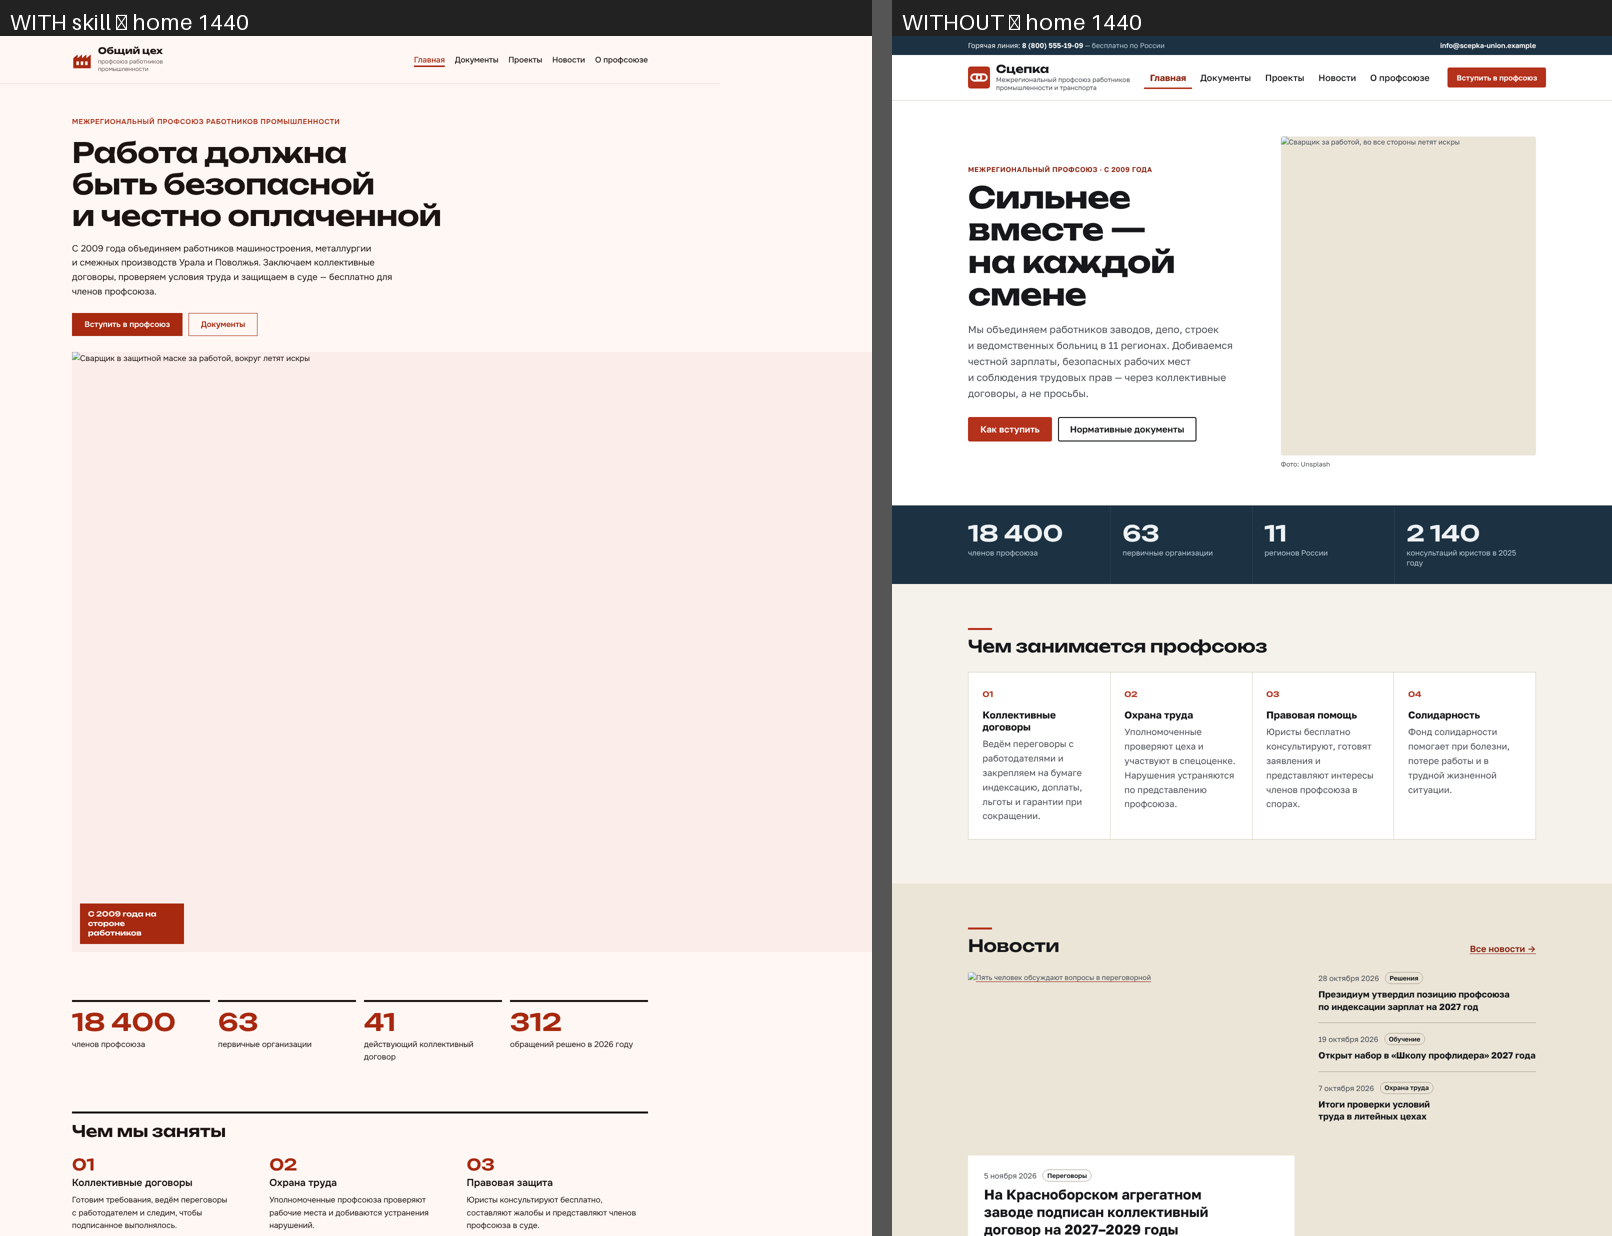 WITH skill home 1440
Общий цех
профсоюз работников
промышленности
Главная Документы Проекты Новости О профсоюзе
МЕЖРЕГИОНАЛЬНЫЙ ПРОФСОЮЗ РАБОТНИКОВ ПРОМЫШЛЕННОСТИ
Работа должна
быть безопасной
и честно оплаченной
С 2009 года объединяем работников машиностроения, металлургии
и смежных производств Урала и Поволжья. Заключаем коллективные
договоры, проверяем условия труда и защищаем в суде — бесплатно для
членов профсоюза.
Вступить в профсоюз Документы
Сварщик в защитной маске за работой, вокруг летят искры
С 2009 года на
стороне
работников
18 400 63 41 312
членов профсоюза первичные организации действующий коллективный обращений решено в 2026 году
договор
Чем мы заняты
01 02 03
Коллективные договоры Охрана труда Правовая защита
Готовим требования, ведём переговоры Уполномоченные профсоюза проверяют Юристы консультируют бесплатно,
с работодателями и следим, чтобы рабочие места и добиваются устранения составляют жалобы и представляют членов
подписанное выполнялось. нарушений. профсоюза в суде.
WITHOUT home 1440
Горячая линия: 8 (800) 555-19-09 — бесплатно по России info@scepka-union.example
Сцепка
Межрегиональный профсоюз работников
промышленности и транспорта
Главная Документы Проекты Новости О профсоюзе Вступить в профсоюз
МЕЖРЕГИОНАЛЬНЫЙ ПРОФСОЮЗ · С 2009 ГОДА
Сильнее
вместе —
на каждой
смене
Мы объединяем работников заводов, депо, строек
и ведомственных больниц в 11 регионах. Добиваемся
честной зарплаты, безопасных рабочих мест
и соблюдения трудовых прав — через коллективные
договоры, а не просьбы.
Как вступить Нормативные документы
Сварщик за работой, во все стороны летят искры
Фото: Unsplash
18 400 63 11 2 140
членов профсоюза первичные организации регионов России консультаций юристов в 2025
году
Чем занимается профсоюз
01
Коллективные
договоры
Ведём переговоры с
работодателями и
закрепляем на бумаге
индексацию, доплаты,
льготы и гарантии при
сокращении.
02
Охрана труда
Уполномоченные
проверяют цеха и
участвуют в спецоценке.
Нарушения устраняются
по представлению
профсоюза.
03
Правовая помощь
Юристы бесплатно
консультируют, готовят
заявления и
представляют интересы
членов профсоюза в
спорах.
04
Солидарность
Фонд солидарности
помогает при болезни,
потере работы и в
трудной жизненной
ситуации.
Новости
Все новости →
Пять человек обсуждают вопросы в переговорной
28 октября 2026 Решения
Президиум утвердил позицию профсоюза
по индексации зарплат на 2027 год
19 октября 2026 Обучение
Открыт набор в «Школу профлидера» 2027 года
7 октября 2026 Охрана труда
Итоги проверки условий
труда в литейных цехах
5 ноября 2026 Переговоры
На Красноборском агрегатном
заводе подписан коллективный
договор на 2027–2029 годы